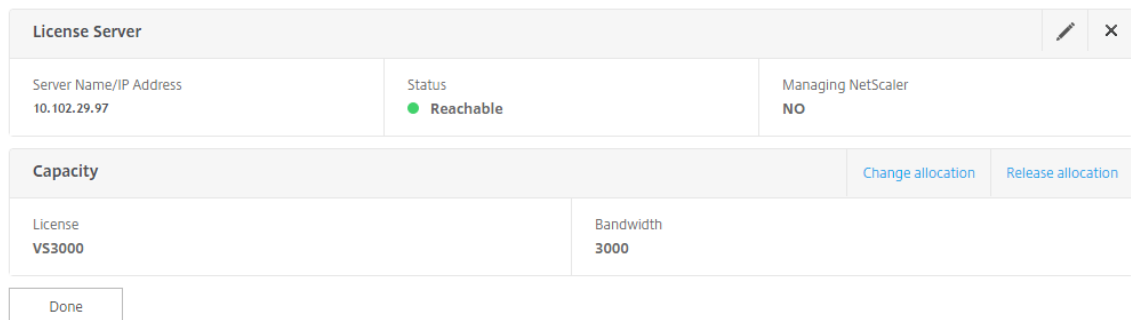 License Server
Server Name/IP Address
10.102.29.97
Status
Reachable
Managing NetScaler
NO
Capacity
Change allocation
Release allocation
License
VS3000
Bandwidth
3000
Done